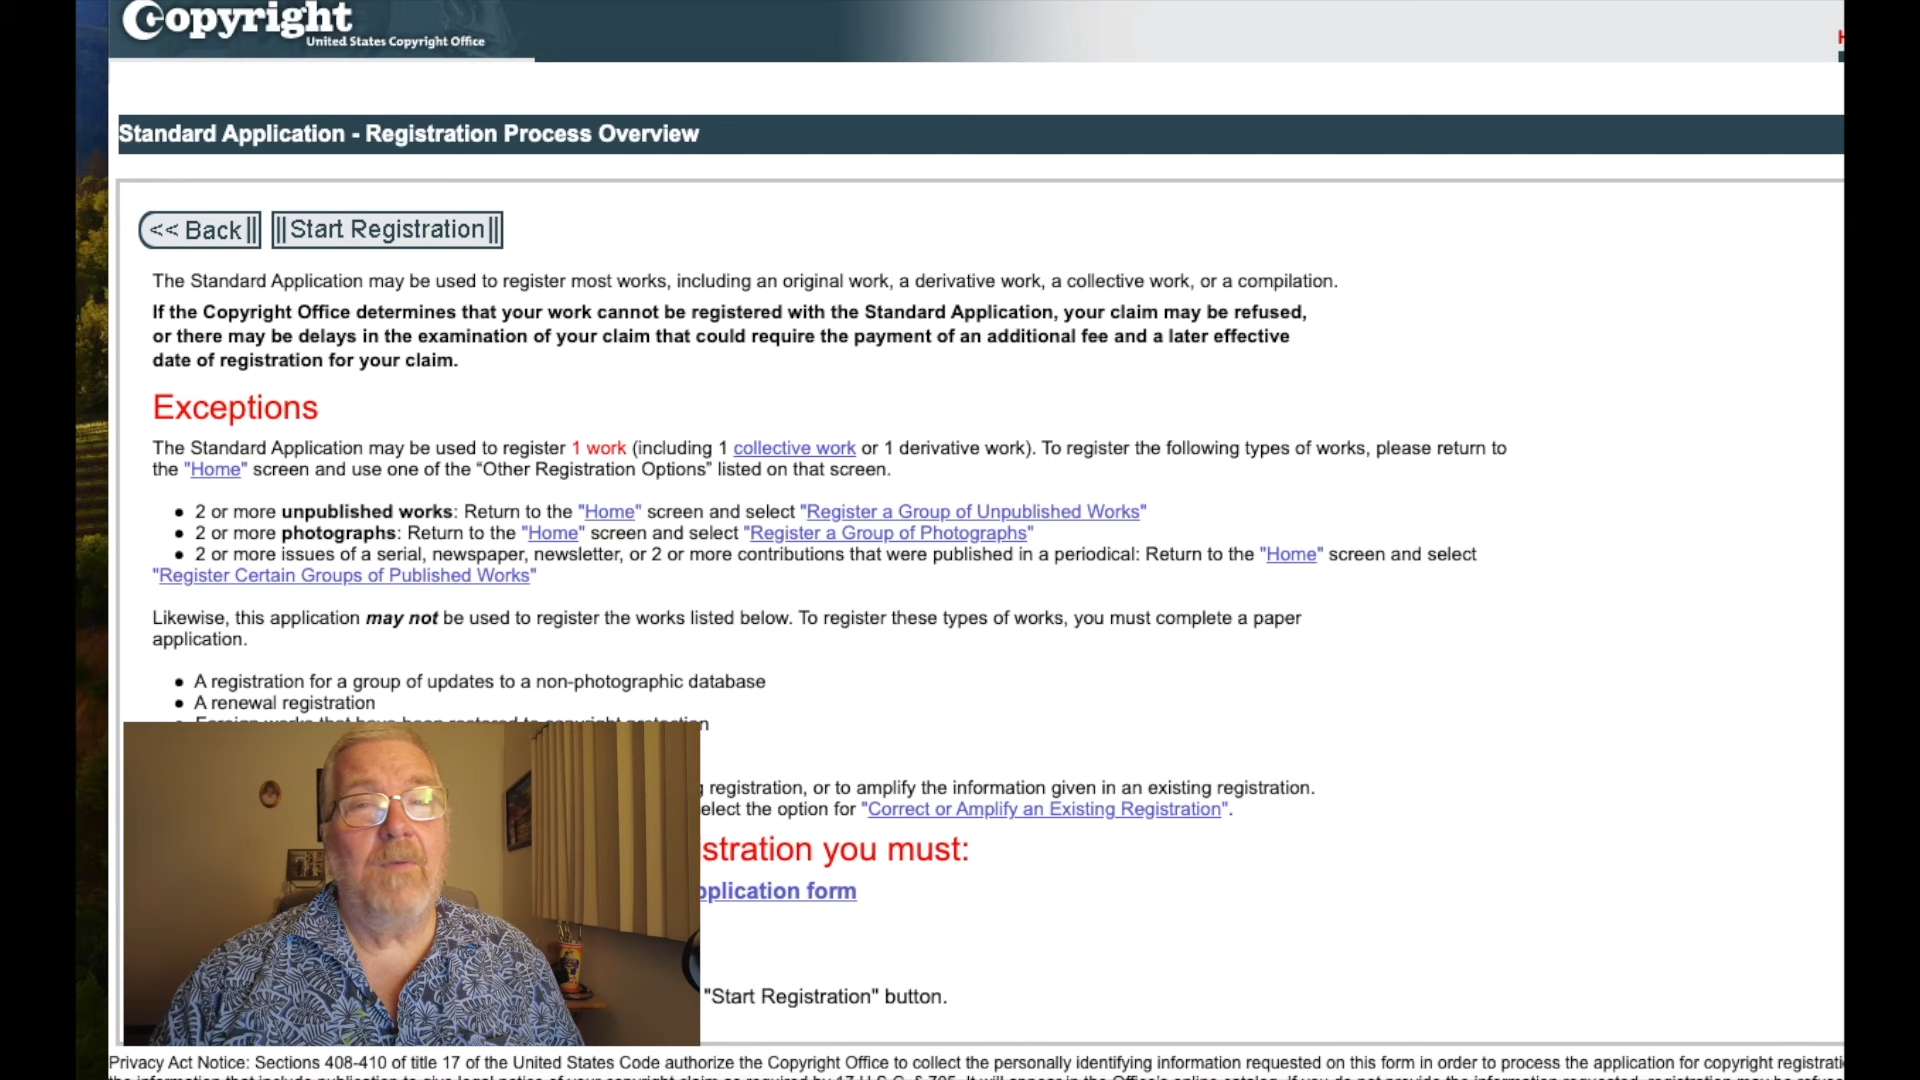 Copyright
United States Copyright Office
Standard Application - Registration Process Overview
<< Back Start Registration
The Standard Application may be used to register most works, including an original work, a derivative work, a collective work, or a compilation.
If the Copyright Office determines that your work cannot be registered with the Standard Application, your claim may be refused,
or there may be delays in the examination of your claim that could require the payment of an additional fee and a later effective
date of registration for your claim.
Exceptions
The Standard Application may be used to register 1 work (including 1 collective work or 1 derivative work). To register the following types of works, please return to
the "Home" screen and use one of the “Other Registration Options” listed on that screen.
● 2 or more unpublished works: Return to the "Home" screen and select "Register a Group of Unpublished Works"
● 2 or more photographs: Return to the "Home" screen and select "Register a Group of Photographs"
● 2 or more issues of a serial, newspaper, newsletter, or 2 or more contributions that were published in a periodical: Return to the "Home" screen and select
"Register Certain Groups of Published Works"
Likewise, this application may not be used to register the works listed below. To register these types of works, you must complete a paper
application.
● A registration for a group of updates to a non-photographic database
● A renewal registration
● Foreign works that have been restored to copyright protection
registration, or to amplify the information given in an existing registration.
elect the option for "Correct or Amplify an Existing Registration".
stration you must:
plication form
"Start Registration" button.
Privacy Act Notice: Sections 408-410 of title 17 of the United States Code authorize the Copyright Office to collect the personally identifying information requested on this form in order to process the application for copyright registrati